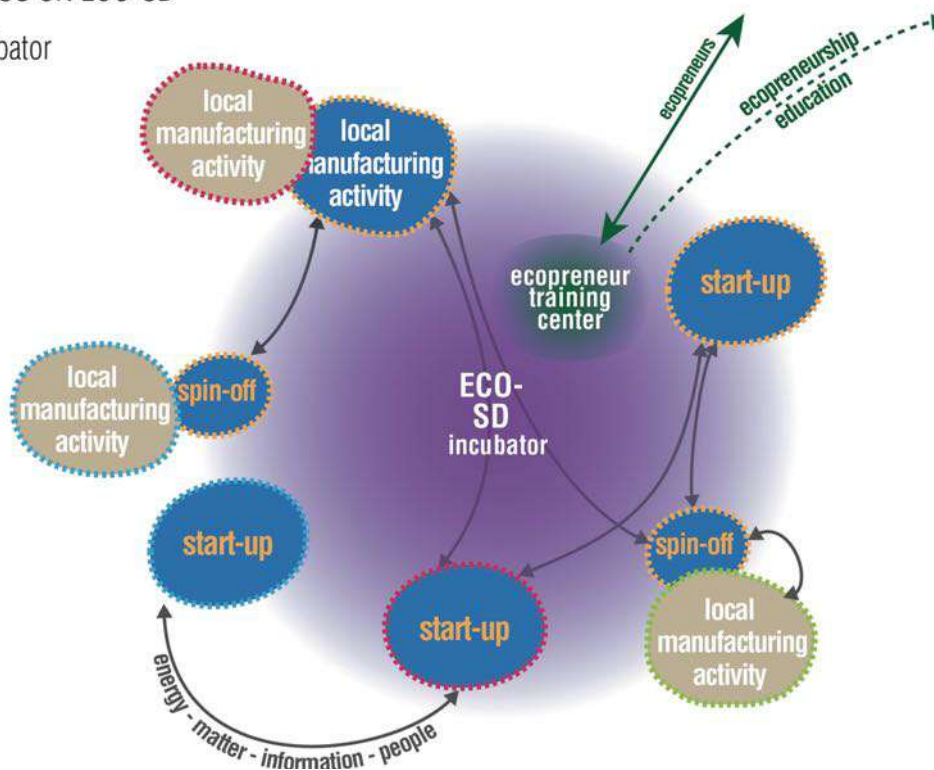 local
manufacturing
activity
local
manufacturing
activity
ecopreneurs
ecopreneurship
education
ecopreneur
training
center
start-up
local
manufacturing
activity
spin-off
ECO-
SD
incubator
start-up
spin-off
start-up
local
manufacturing
activity
energy - matter - information - people